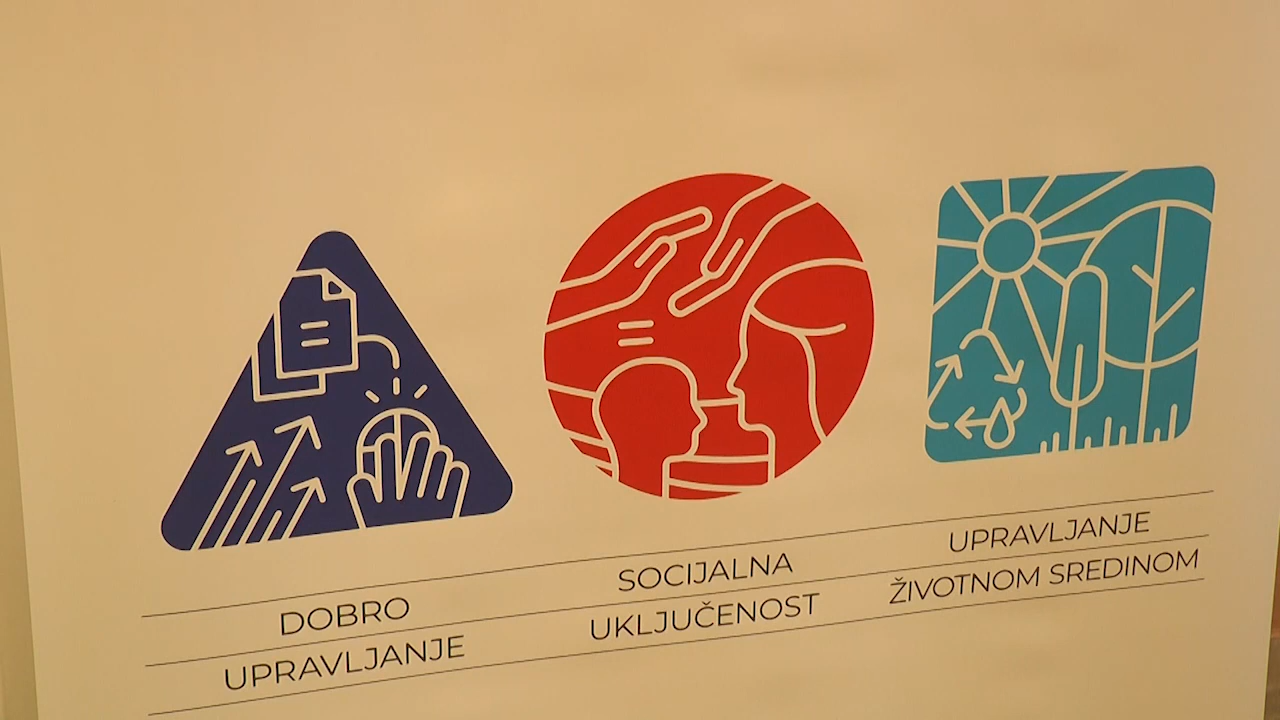 DOBRO
UPRAVLJANJE
SOCIJALNA
UKLJUČENOST
UPRAVLJANJE
ŽIVOTNOM SREDINOM